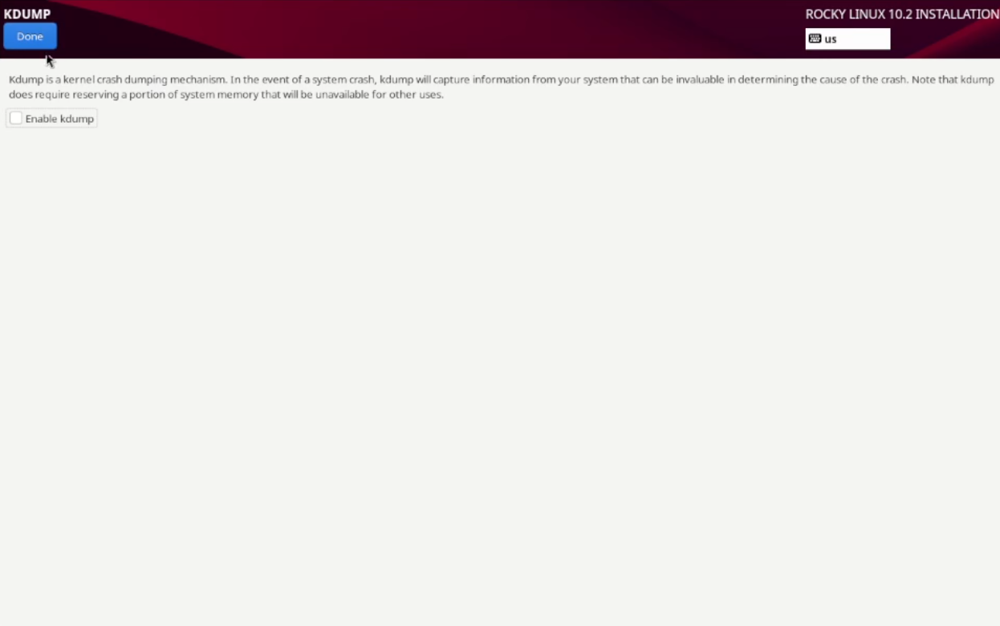 KDUMP
ROCKY LINUX 10.2 INSTALLATION
Done
us
Kdump is a kernel crash dumping mechanism. In the event of a system crash, kdump will capture information from your system that can be invaluable in determining the cause of the crash. Note that kdump
does require reserving a portion of system memory that will be unavailable for other uses.
Enable kdump